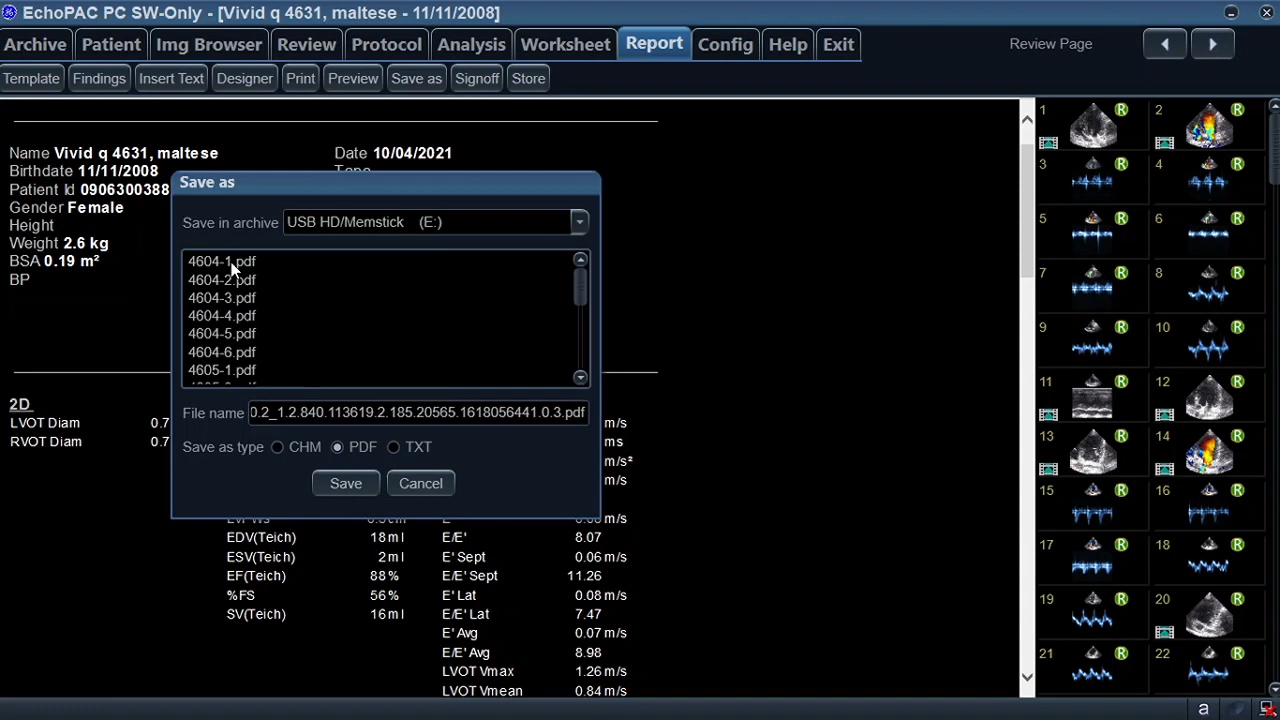 EchoPAC PC SW-Only - [Vivid q 4631, maltese - 11/11/2008]
Archive Patient Img Browser Review Protocol Analysis Worksheet Report Config Help Exit Review Page
Template Findings Insert Text Designer Print Preview Save as Signoff Store
Name Vivid q 4631, maltese Date 10/04/2021
Birthdate 11/11/2008
Patient Id 0906300388
Gender Female
Height
Weight 2.6 kg
BSA 0.19 m²
BP
Save as
Save in archive USB HD/Memstick (E:)
4604-1.pdf
4604-2.pdf
4604-3.pdf
4604-4.pdf
4604-5.pdf
4604-6.pdf
4605-1.pdf
File name 0.2_1.2.840.113619.2.185.20565.1618056441.0.3.pdf
Save as type CHM PDF TXT
Save Cancel
2D
LVOT Diam 0.7 m/s
RVOT Diam 0.7 ms
m/s²
m/s
m/s
EDV(Teich) 18 ml E/E' 8.07
ESV(Teich) 2 ml E' Sept 0.06 m/s
EF(Teich) 88 % E/E' Sept 11.26
%FS 56 % E' Lat 0.08 m/s
SV(Teich) 16 ml E/E' Lat 7.47
E' Avg 0.07 m/s
E/E' Avg 8.98
LVOT Vmax 1.26 m/s
LVOT Vmean 0.84 m/s
1 R 2 R
3 R 4 R
5 R 6 R
7 R 8 R
9 R 10 R
11 R 12 R
13 R 14 R
15 R 16 R
17 R 18 R
19 R 20 R
21 R 22 R
a